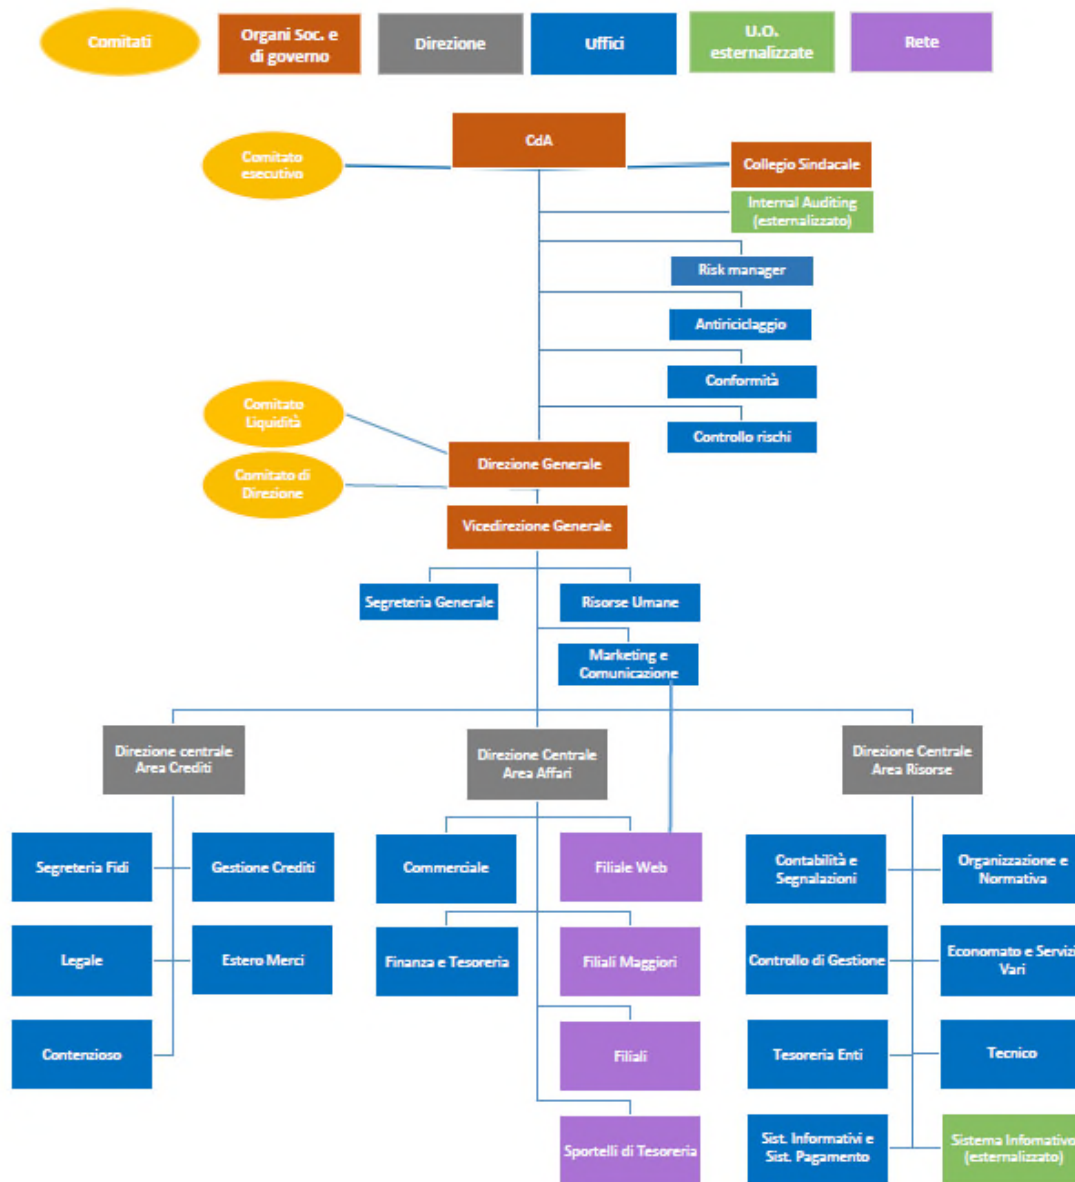 Comitati
Organi Soc. e
di governo
Direzione
Uffici
U.O.
esternalizzate
Rete
CdA
Comitato
esecutivo
Collegio Sindacale
Internal Auditing
(esternalizzato)
Risk manager
Antiriciclaggio
Conformità
Comitato
Liquidità
Controllo rischi
Direzione Generale
Comitato di
Direzione
Vicedirezione Generale
Segreteria Generale
Risorse Umane
Marketing e
Comunicazione
Direzione centrale
Area Crediti
Direzione Centrale
Area Affari
Direzione Centrale
Area Risorse
Segreteria Fidi
Gestione Crediti
Commerciale
Filiale Web
Contabilità e
Segnalazioni
Organizzazione e
Normativa
Legale
Estero Merci
Finanza e Tesoreria
Filiali Maggiori
Controllo di Gestione
Economato e Servizi
Vari
Contenzioso
Filiali
Tesoreria Enti
Tecnico
Sportelli di Tesoreria
Sist. Informativi e
Sist. Pagamento
Sistema Infomativo
(esternalizzato)